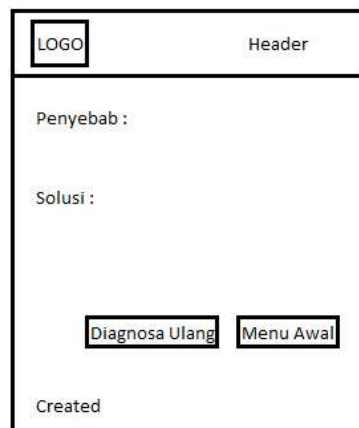 LOGO Header
Penyebab :
Solusi :
Diagnosa Ulang Menu Awal
Created